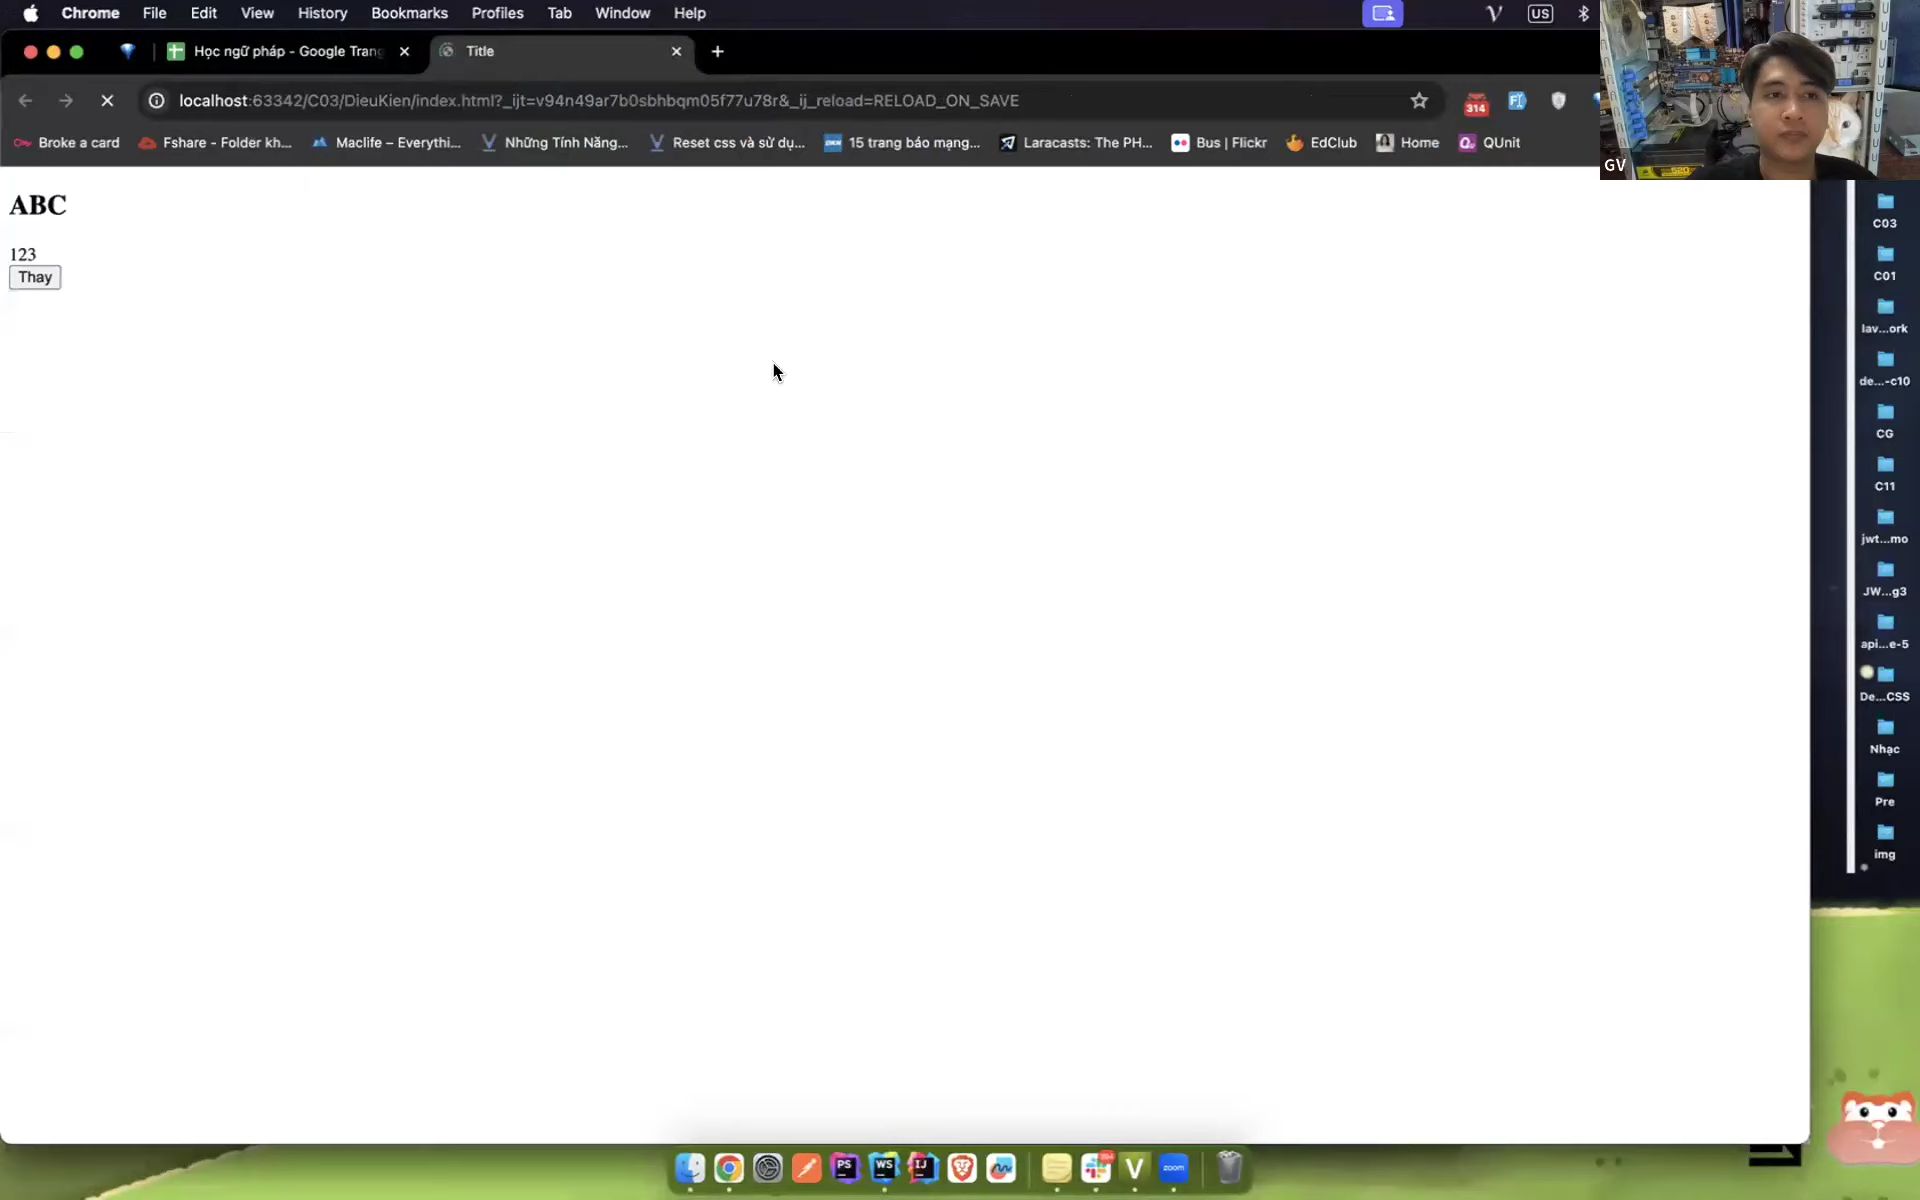 Chrome File Edit View History Bookmarks Profiles Tab Window Help US
Học ngữ pháp - Google Trang Title
localhost:63342/C03/DieuKien/index.html?_ijt=v94n49ar7b0sbhbqm05f77u78r&_ij_reload=RELOAD_ON_SAVE 314
Broke a card Fshare - Folder kh... Maclife – Everythi... Những Tính Năng... Reset css và sử dụ... 15 trang báo mạng... Laracasts: The PH... Bus | Flickr EdClub Home QUnit
GV
ABC
123
Thay
C03
C01
lav...ork
de...-c10
CG
C11
jwt...mo
JW...g3
api...e-5
De...CSS
Nhạc
Pre
img
PS WS IJ V zoom